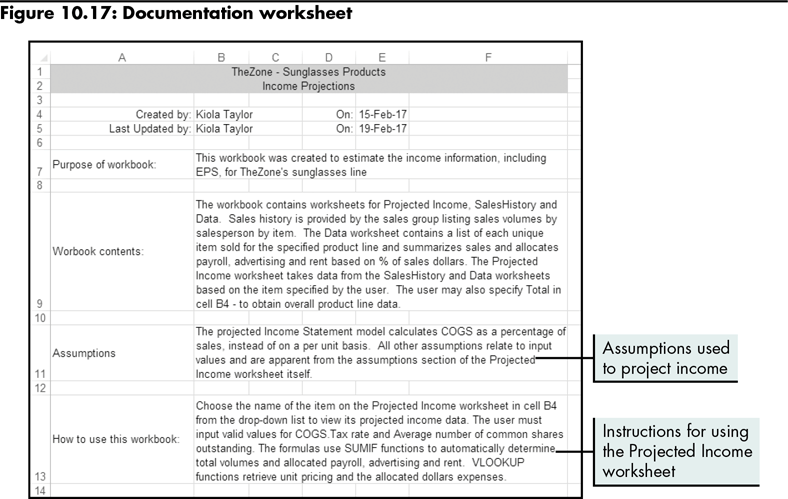 Figure 10.17: Documentation worksheet
A B C D E F
1 TheZone - Sunglasses Products
2 Income Projections
3
4 Created by: Kiola Taylor On: 15-Feb-17
5 Last Updated by: Kiola Taylor On: 19-Feb-17
6
This workbook was created to estimate the income information, including
7 Purpose of workbook: EPS, for TheZone's sunglasses line
8
The workbook contains worksheets for Projected Income, SalesHistory and
Data. Sales history is provided by the sales group listing sales volumes by
salesperson by item. The Data worksheet contains a list of each unique
item sold for the specified product line and summarizes sales and allocates
Worbook contents: payroll, advertising and rent based on % of sales dollars. The Projected
Income worksheet takes data from the SalesHistory and Data worksheets
based on the item specified by the user. The user may also specify Total in
9 cell B4 - to obtain overall product line data.
10
The projected Income Statement model calculates COGS as a percentage of
Assumptions sales, instead of on a per unit basis. All other assumptions relate to input
values and are apparent from the assumptions section of the Projected
11 Income worksheet itself.
Assumptions used
to project income
12
Choose the name of the item on the Projected Income worksheet in cell B4
from the drop-down list to view its projected income data. The user must
How to use this workbook: input valid values for COGS.Tax rate and Average number of common shares
outstanding. The formulas use SUMIF functions to automatically determine
total volumes and allocated payroll, advertising and rent. VLOOKUP
13 functions retrieve unit pricing and the allocated dollars expenses.
Instructions for using
the Projected Income
worksheet
14